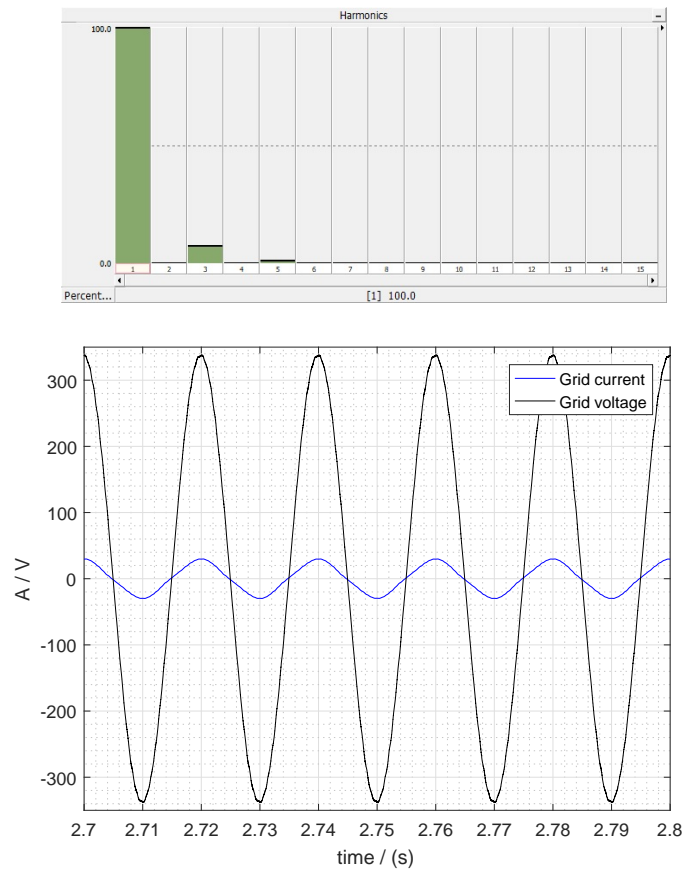 Harmonics
100.0
0.0
1 2 3 4 5 6 7 8 9 10 11 12 13 14 15
Percent... [1] 100.0
Grid current
Grid voltage
300
200
100
0
-100
-200
-300
A / V
2.7 2.71 2.72 2.73 2.74 2.75 2.76 2.77 2.78 2.79 2.8
time / (s)